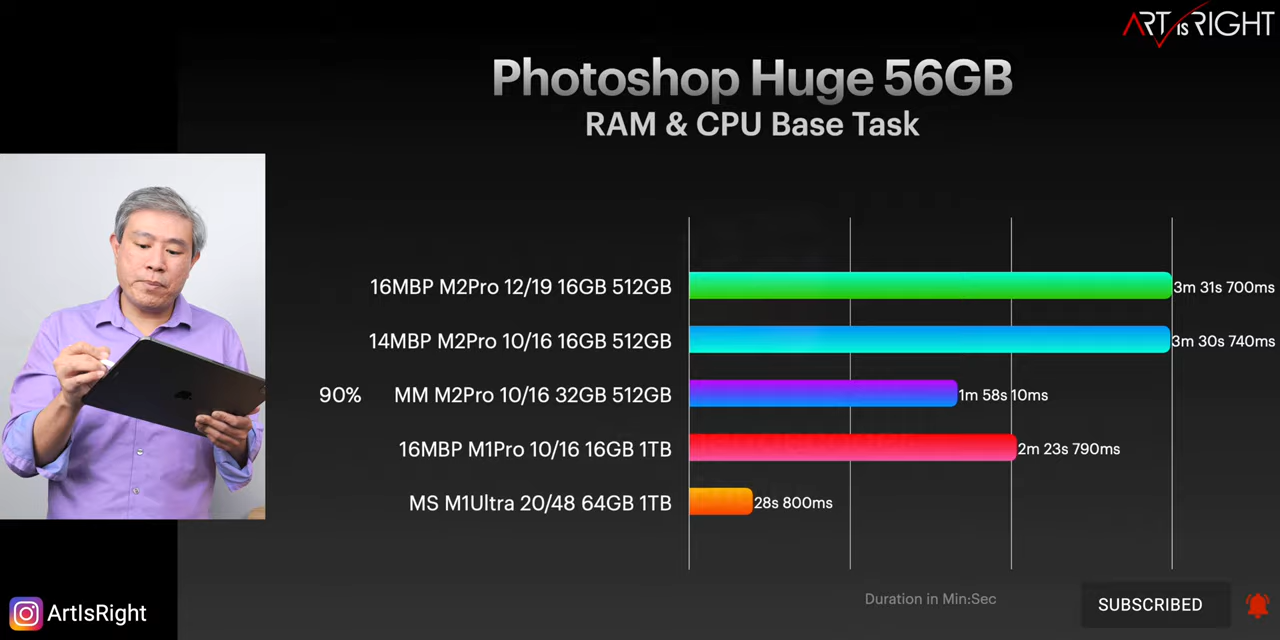 ART IS RIGHT
Photoshop Huge 56GB
RAM & CPU Base Task
16MBP M2Pro 12/19 16GB 512GB 3m 31s 700ms
14MBP M2Pro 10/16 16GB 512GB 3m 30s 740ms
90% MM M2Pro 10/16 32GB 512GB 1m 58s 10ms
16MBP M1Pro 10/16 16GB 1TB 2m 23s 790ms
MS M1Ultra 20/48 64GB 1TB 28s 800ms
Duration in Min:Sec
SUBSCRIBED
ArtIsRight